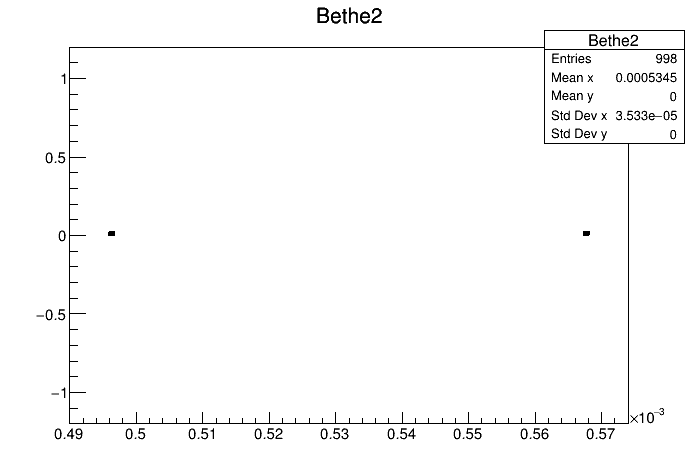 Bethe2
Bethe2
Entries 998
Mean x 0.0005345
Mean y 0
Std Dev x 3.533e−05
Std Dev y 0
1
0.5
0
−0.5
−1
0.49 0.5 0.51 0.52 0.53 0.54 0.55 0.56 0.57
×10⁻³